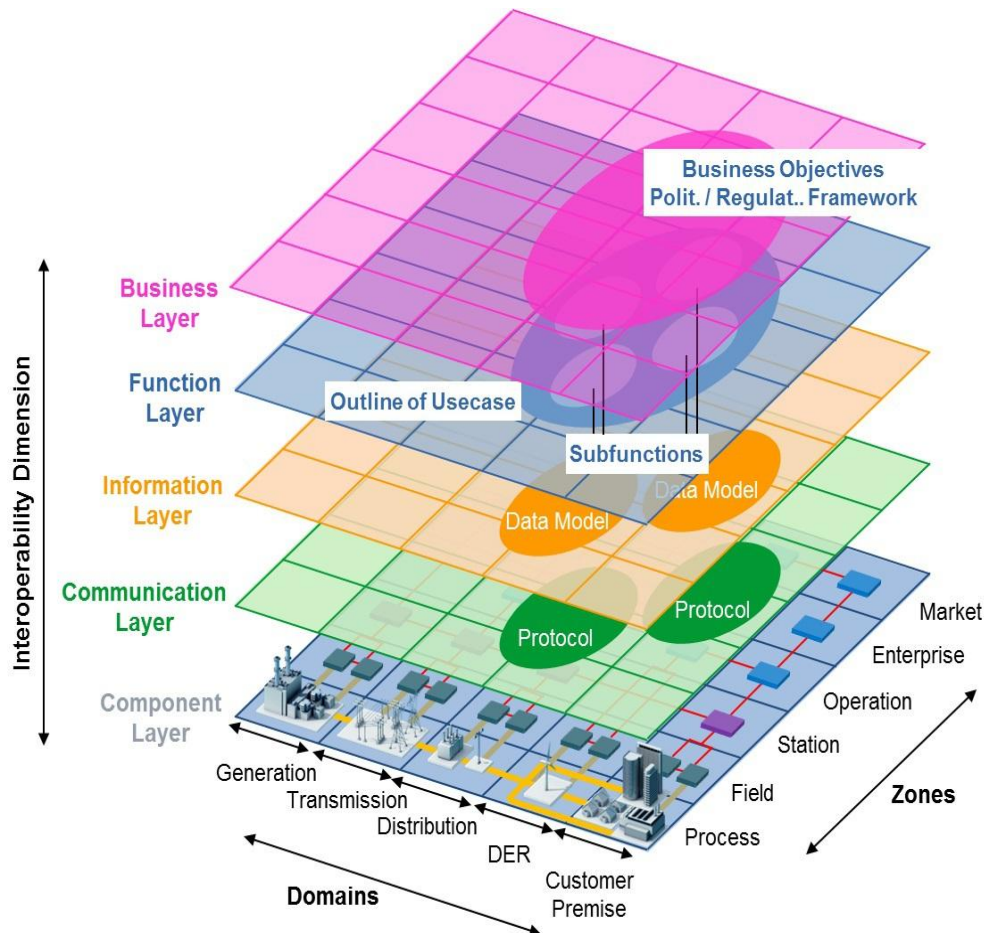 Business Objectives
Polit. / Regulat.. Framework
Interoperability Dimension
Business
Layer
Function
Layer
Outline of Usecase
Subfunctions
Information
Layer
Data Model
Data Model
Communication
Layer
Protocol
Protocol
Component
Layer
Market
Enterprise
Operation
Station
Field
Process
Zones
Generation
Transmission
Distribution
DER
Customer
Premise
Domains